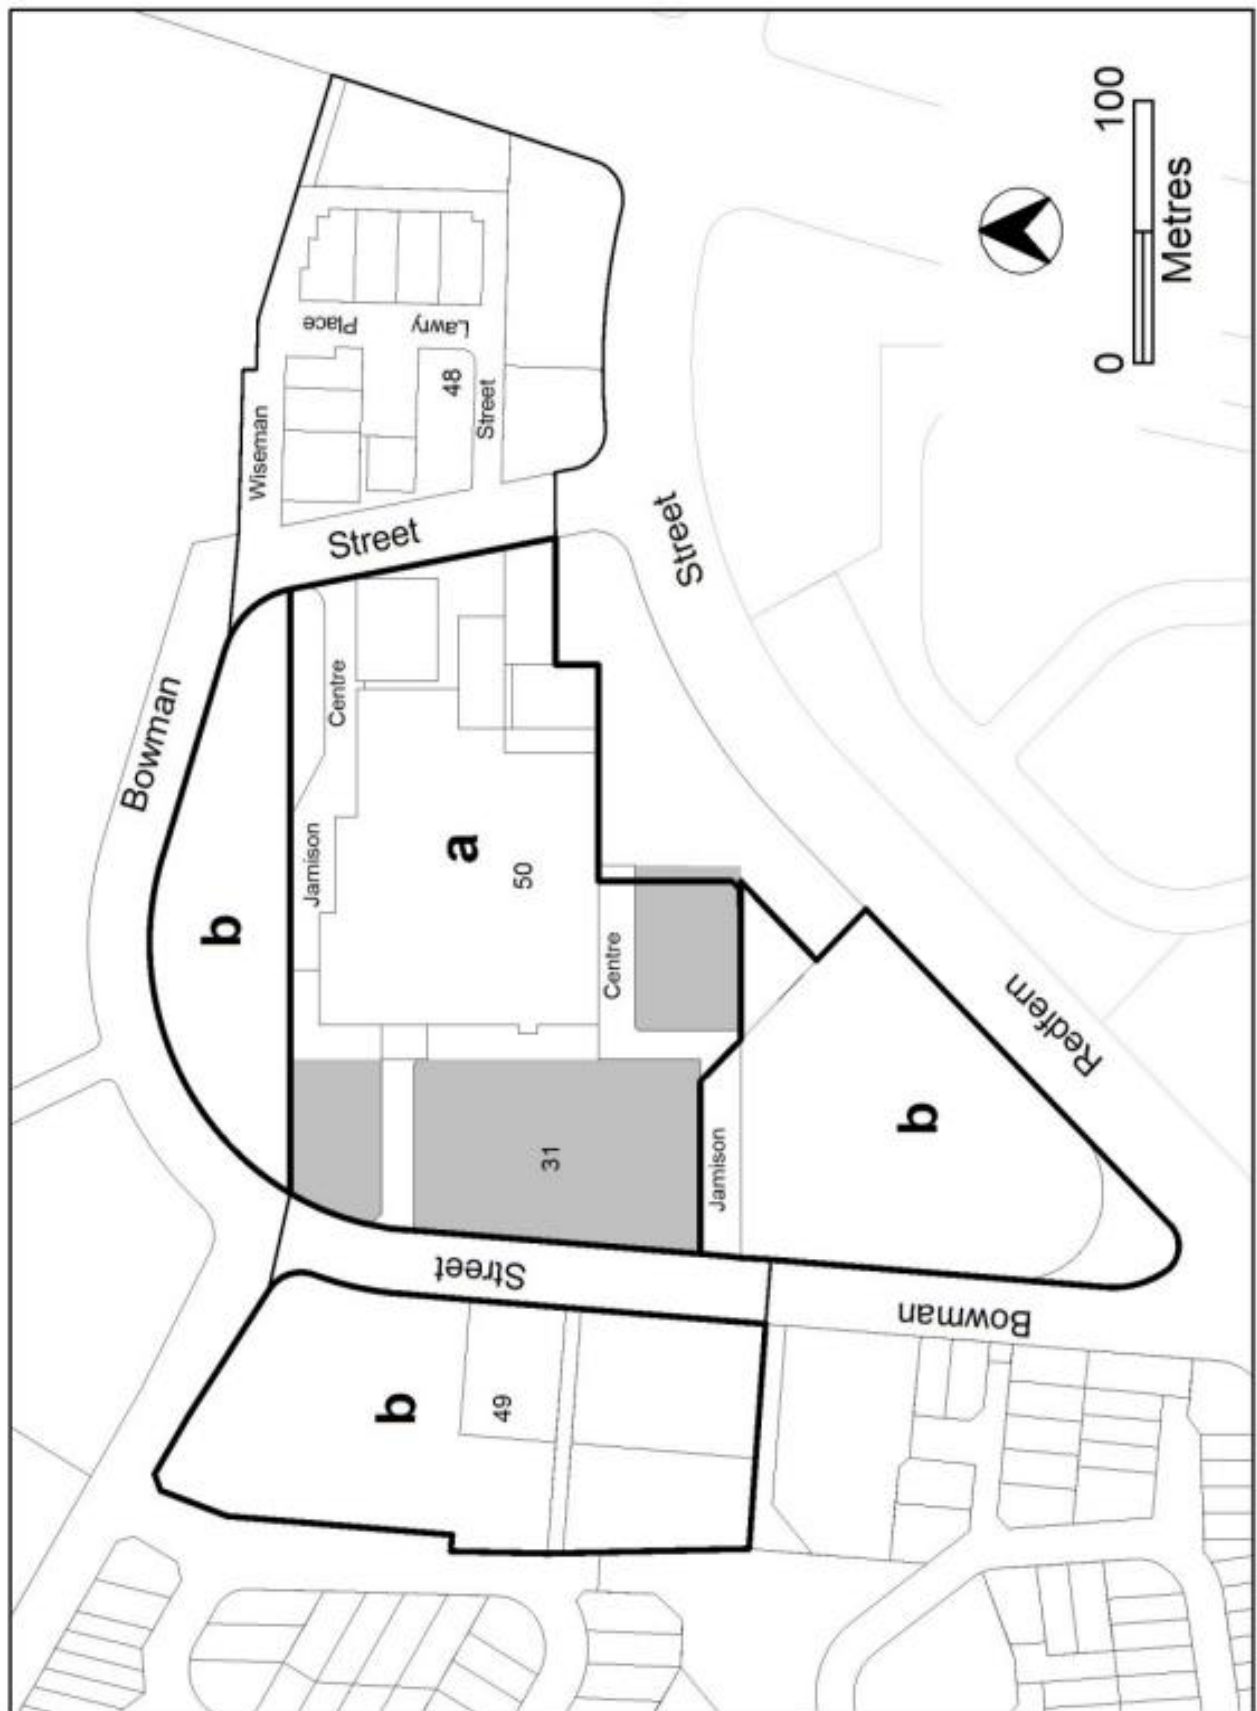 Bowman
Street
Wiseman
Place
Lawry
48
Street
b
Jamison
Centre
a
50
Street
Centre
31
Jamison
b
Redfern
Street
Bowman
b
49
0
100
Metres